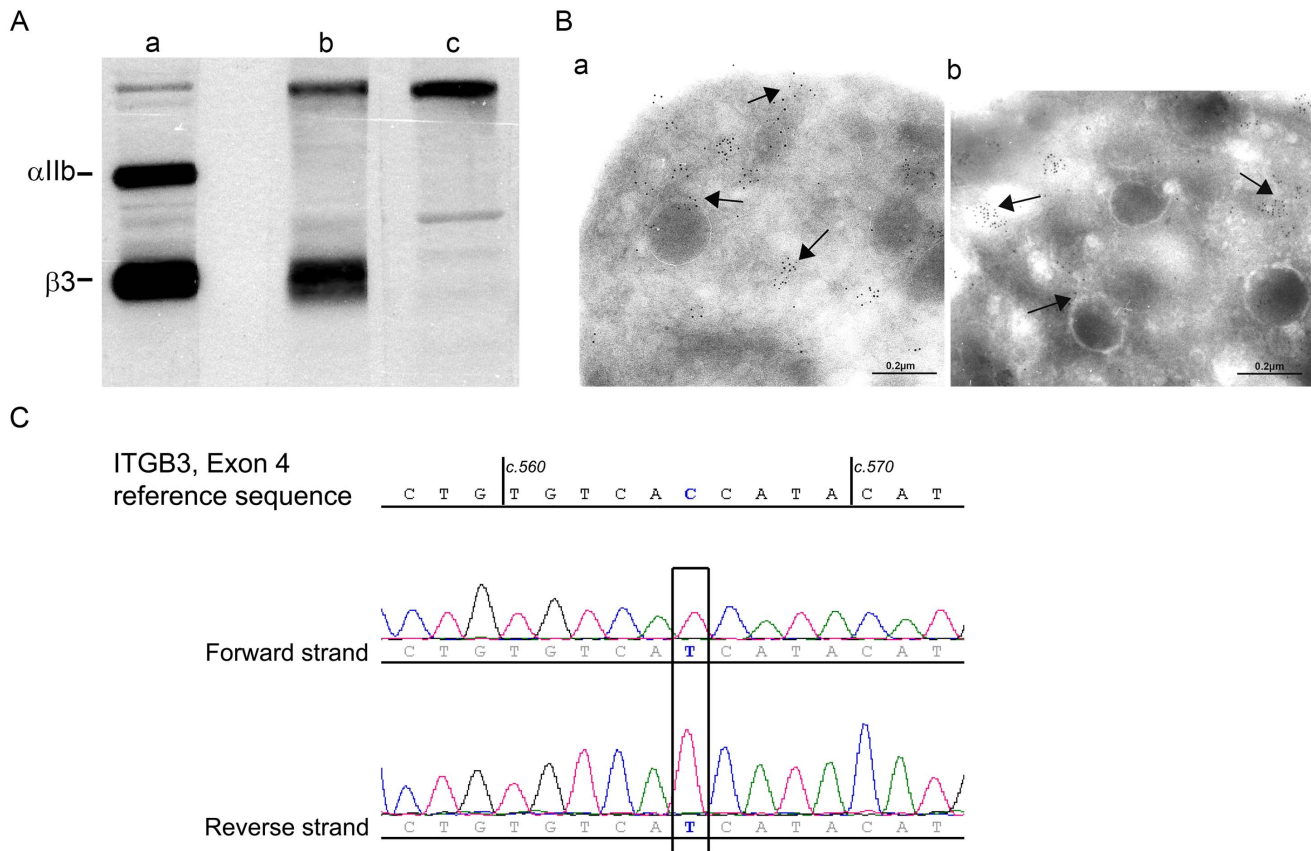 A
B
a
b
c
αIIb
β3
a
0.2µm
b
0.2µm
C
ITGB3, Exon 4
reference sequence
c.560
c.570
C T G T G T C A C C A T A C A T
Forward strand
C T G T G T C A T C A T A C A T
Reverse strand
C T G T G T C A T C A T A C A T